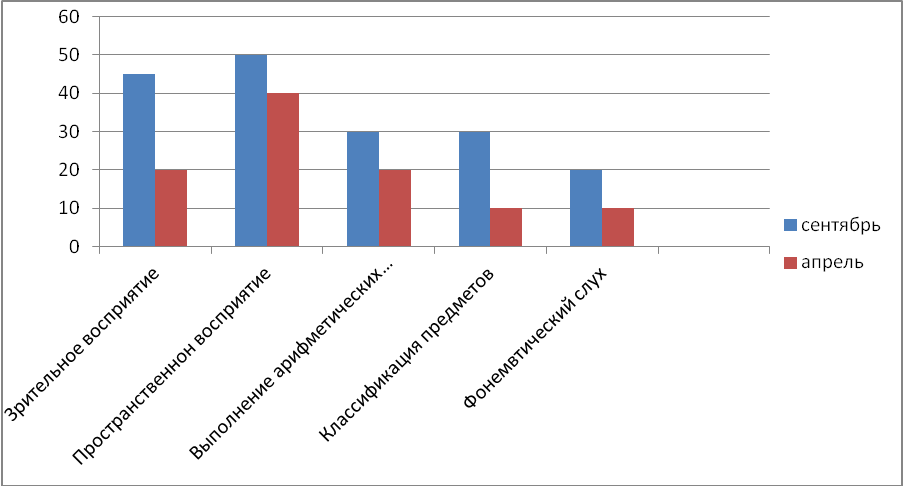 60
50
40
30
20
10
0
Зрительное восприятие
Пространственнон восприятие
Выполнение арифметических...
Классификация предметов
Фонемвтический слух
сентябрь
апрель